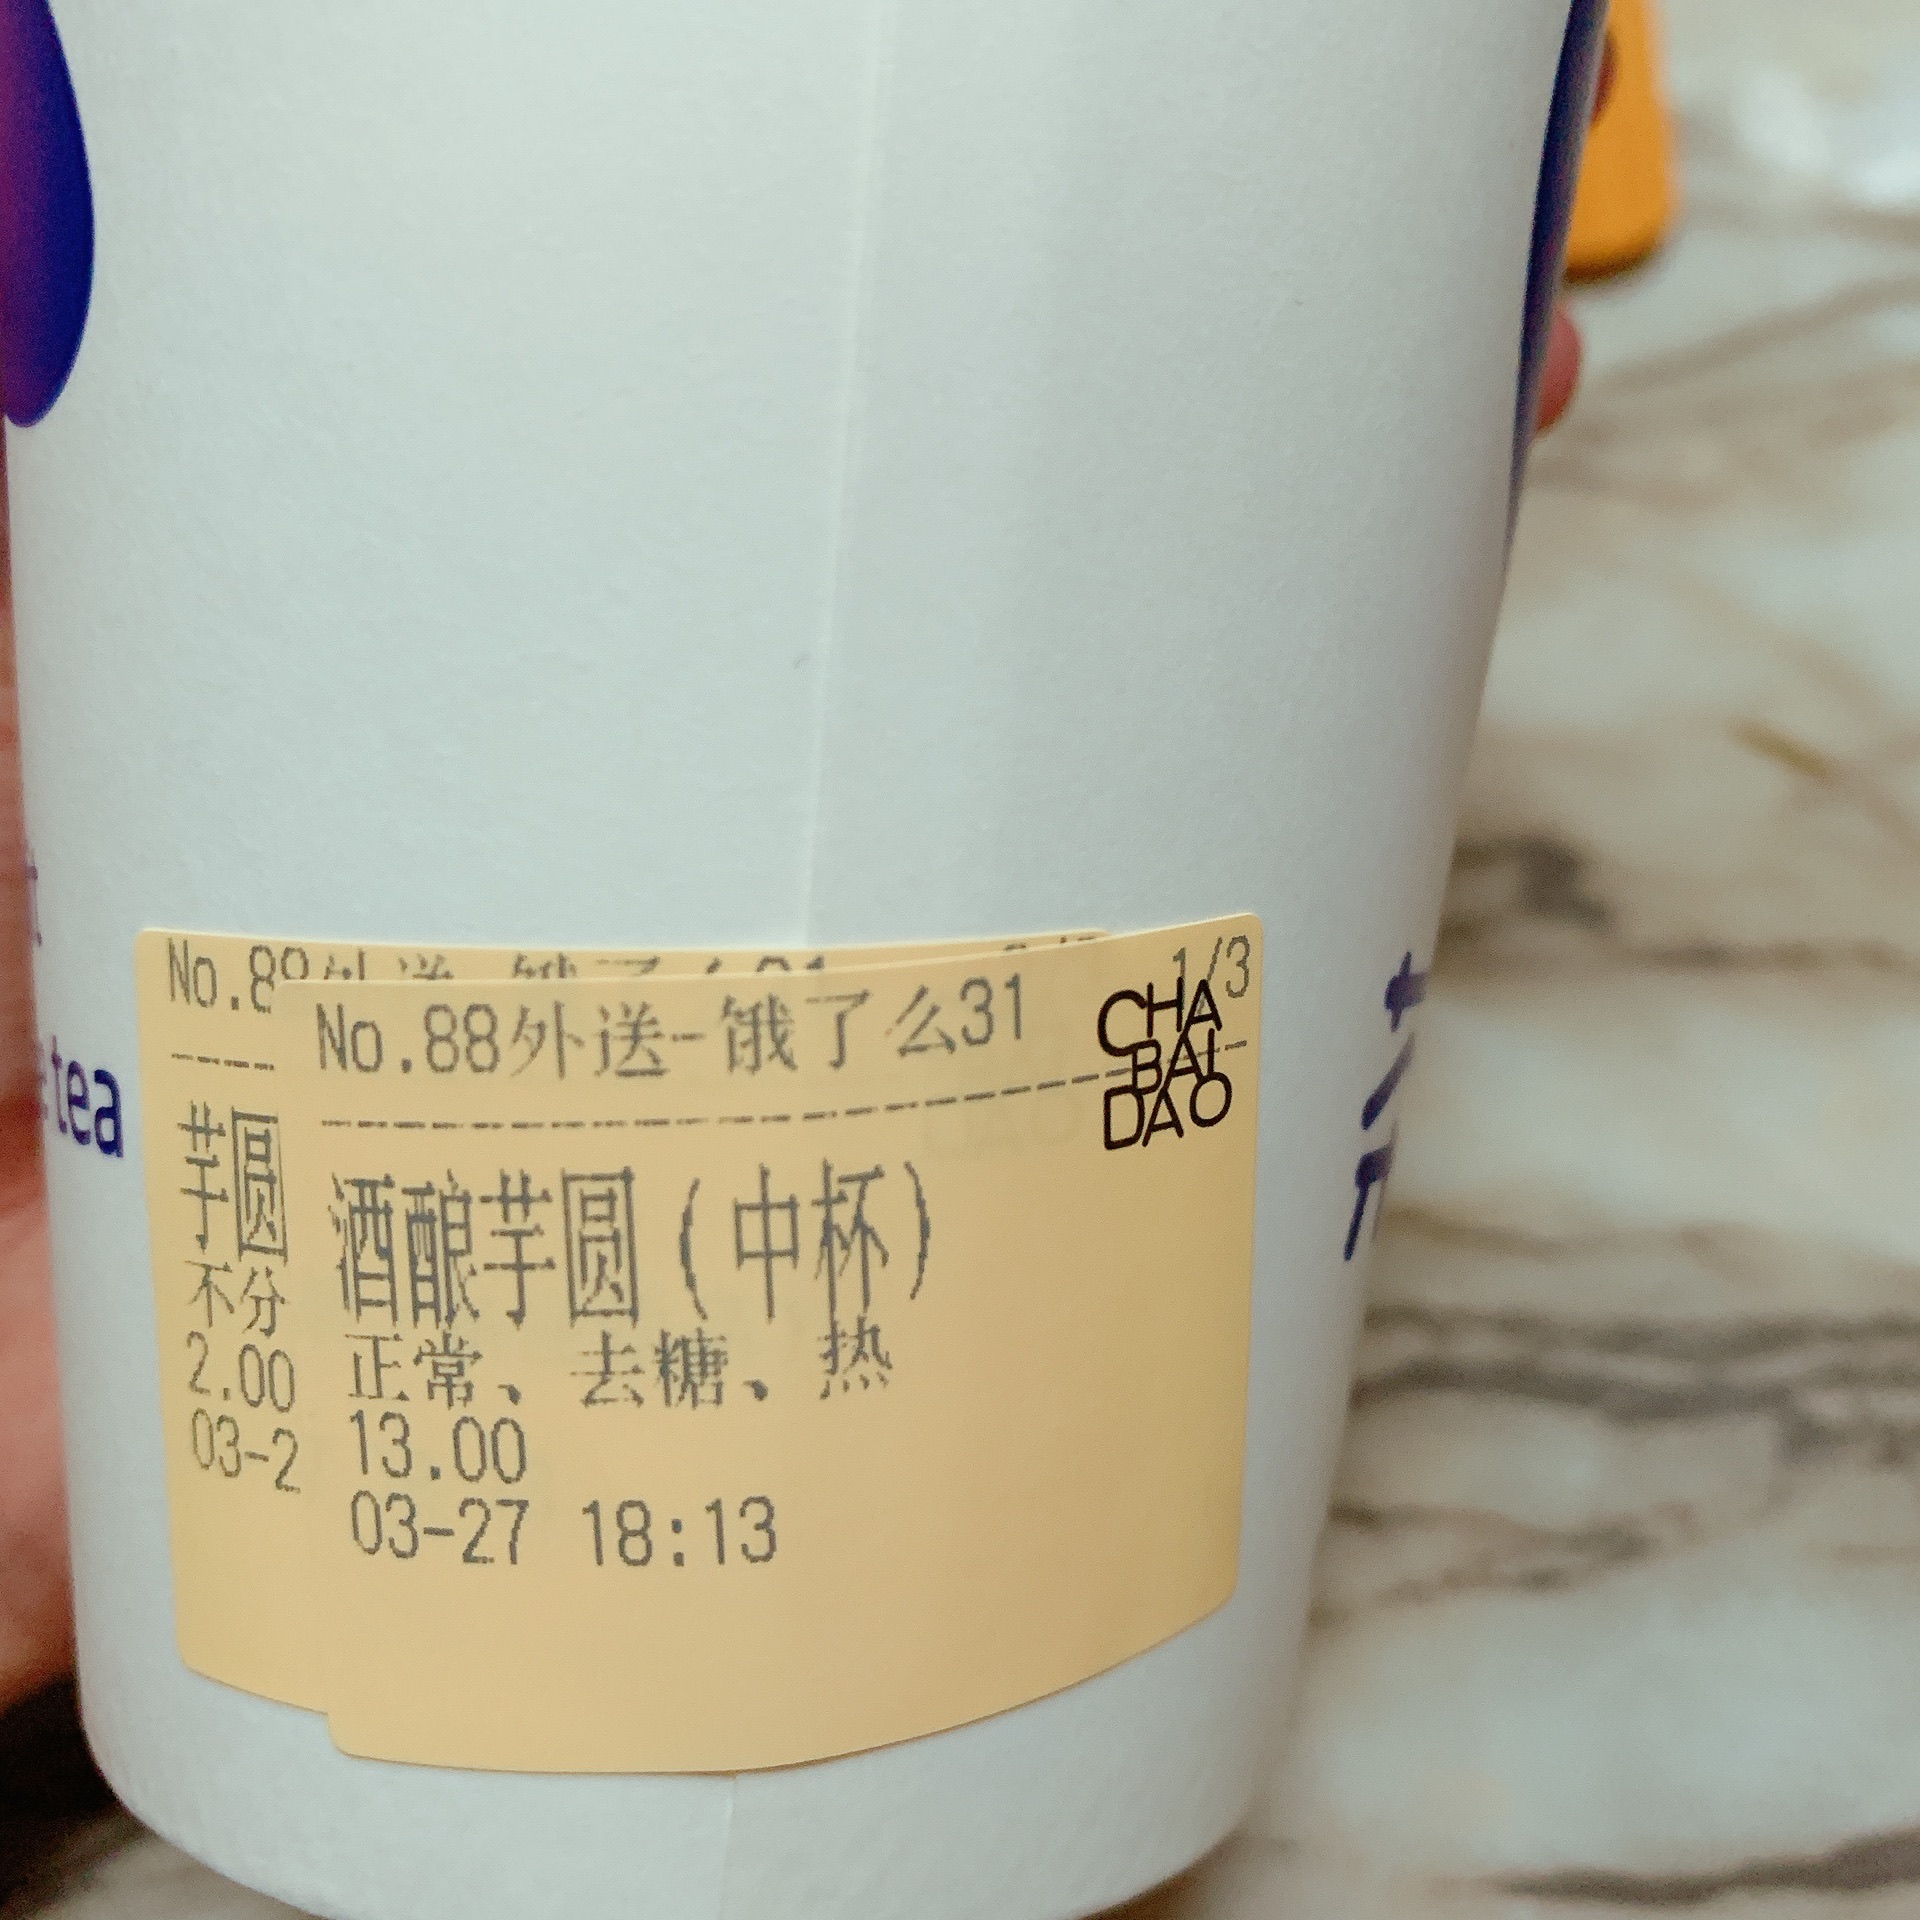 No.88外送-饿了么31 1/3
CHA
BAI
DAO
酒酿芋圆(中杯)
正常、去糖、热
13.00
03-27 18:13
No.8
芋圆
不分
2.00
03-2
tea